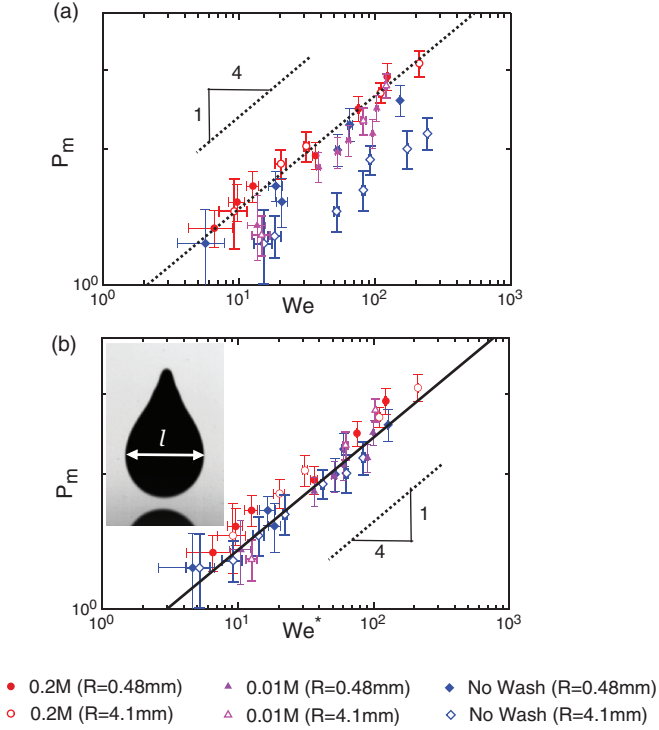 (a)
4
1
P_m
10^0
10^0 10^1 10^2 10^3
We
(b)
l
P_m
1
4
10^0
10^0 10^1 10^2 10^3
We^*
0.2M (R=0.48mm) 0.01M (R=0.48mm) No Wash (R=0.48mm)
0.2M (R=4.1mm) 0.01M (R=4.1mm) No Wash (R=4.1mm)